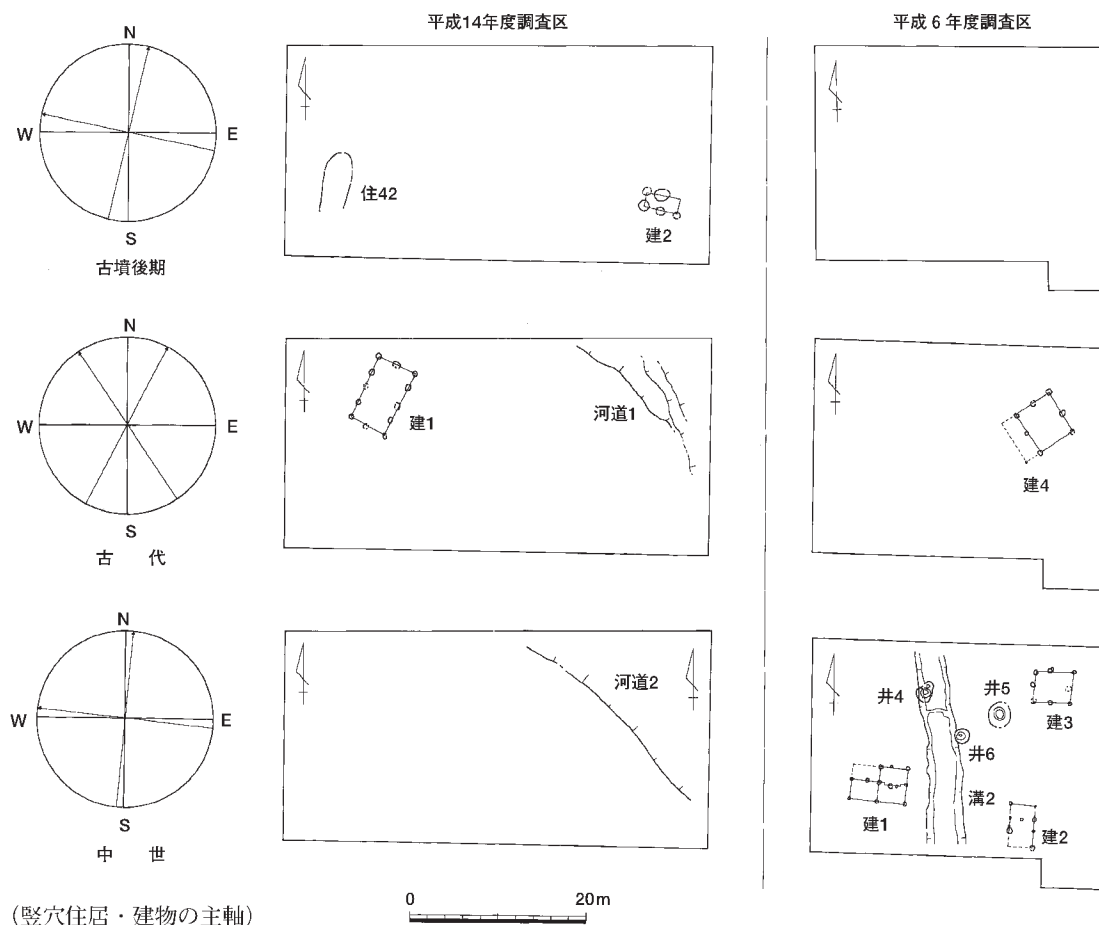 平成14年度調査区
平成6年度調査区
N
W
E
S
古墳後期
住42
建2
N
W
E
S
古 代
建1
河道1
建4
N
W
E
S
中 世
河道2
井4
井5
建3
井6
建1
溝2
建2
(竪穴住居・建物の主軸)
0
20m